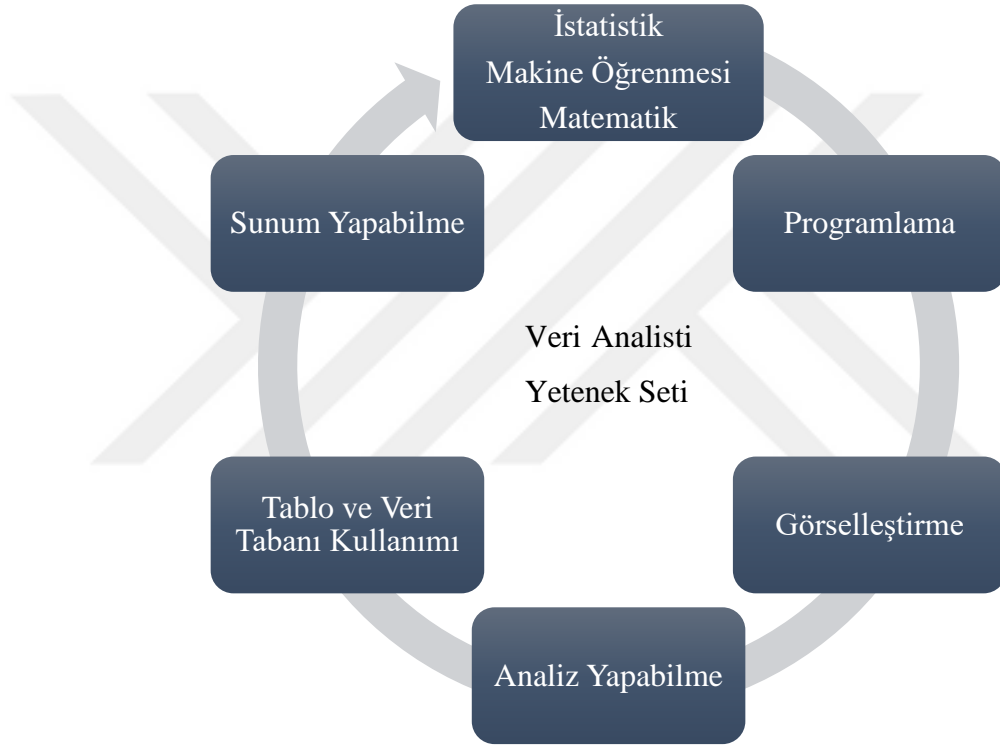 İstatistik
Makine Öğrenmesi
Matematik
Programlama
Görselleştirme
Analiz Yapabilme
Tablo ve Veri
Tabanı Kullanımı
Sunum Yapabilme
Veri Analisti
Yetenek Seti